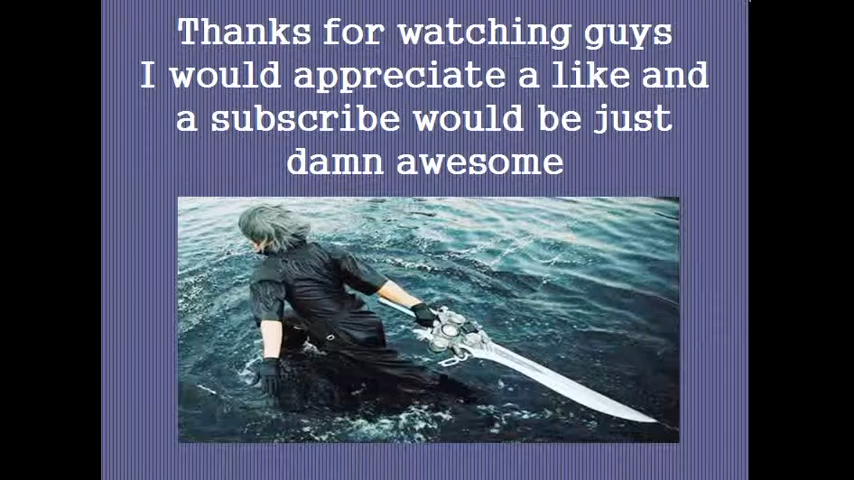 Thanks for watching guys
I would appreciate a like and
a subscribe would be just
damn awesome